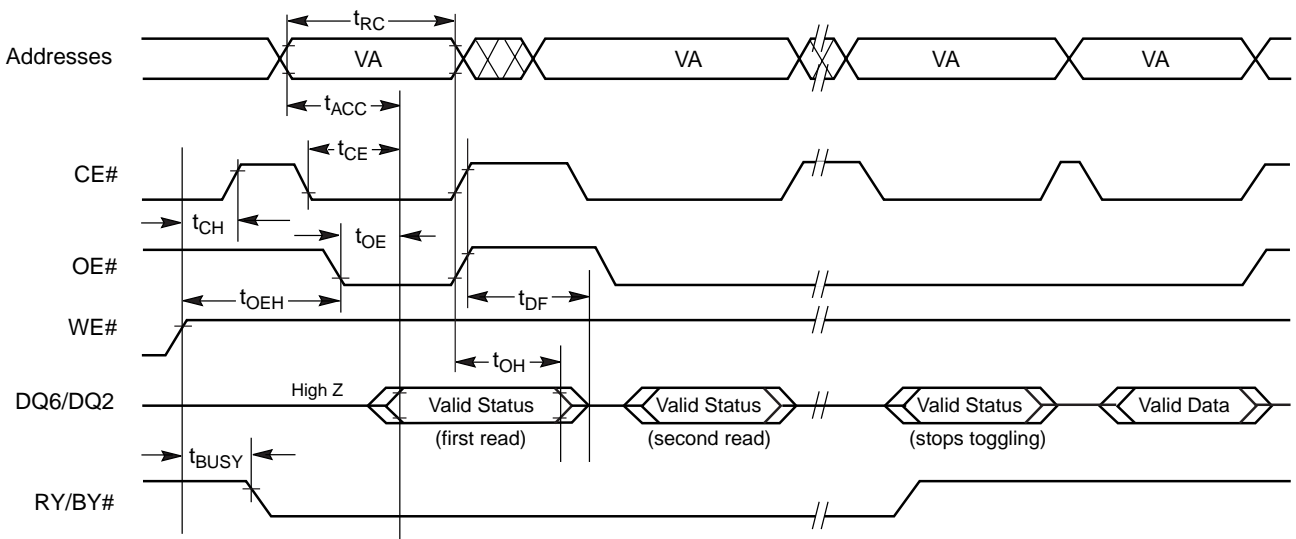 tRC
Addresses VA VA VA VA
tACC
tCE
CE#
tCH
tOE
OE#
tOEH
tDF
WE#
tOH
High Z
DQ6/DQ2 Valid Status Valid Status Valid Status Valid Data
(first read) (second read) (stops toggling)
tBUSY
RY/BY#